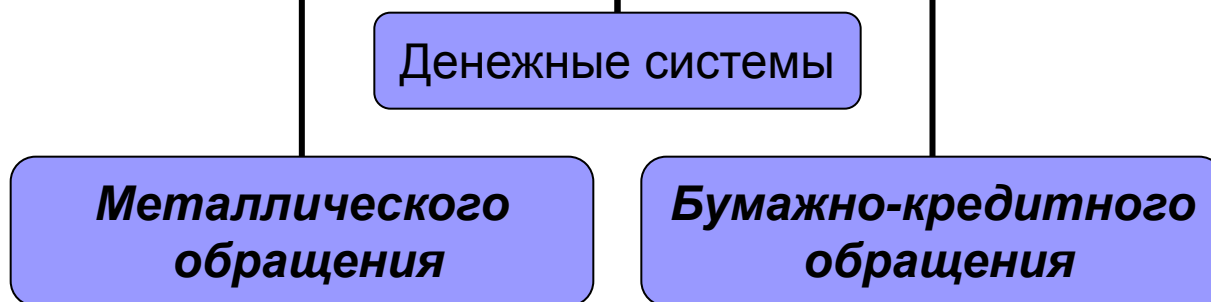 Денежные системы
Металлического
обращения
Бумажно-кредитного
обращения